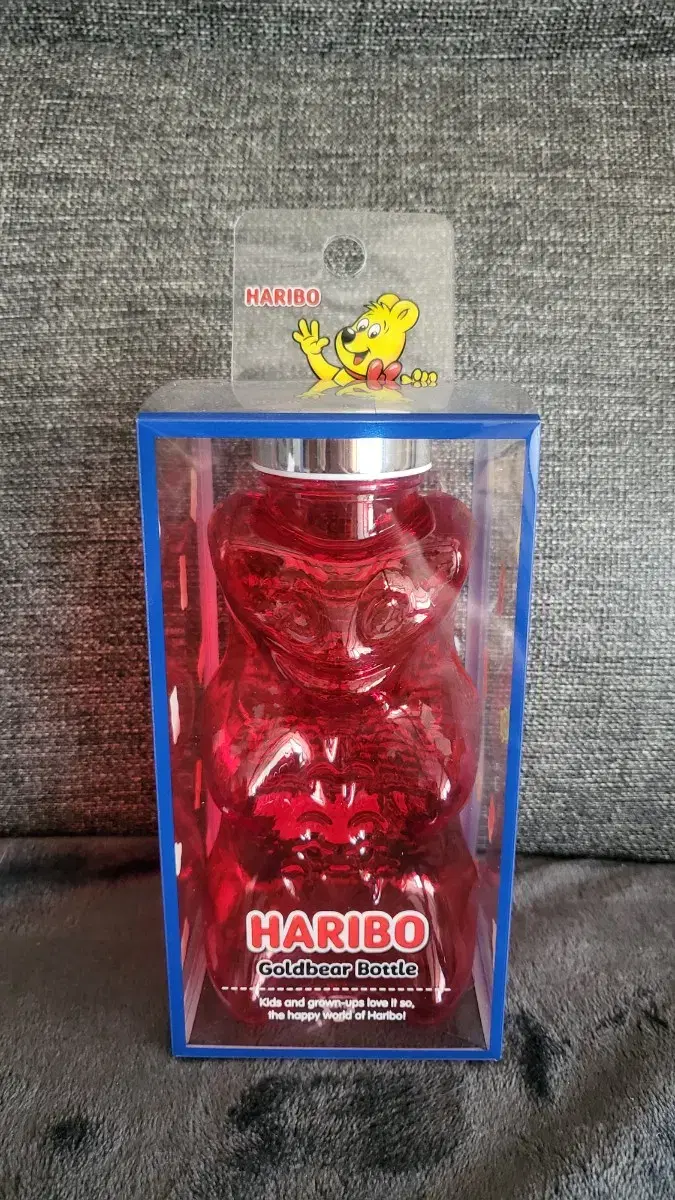 HARIBO
HARIBO
Goldbear Bottle
Kids and grown-ups love it so,
the happy world of Haribo!